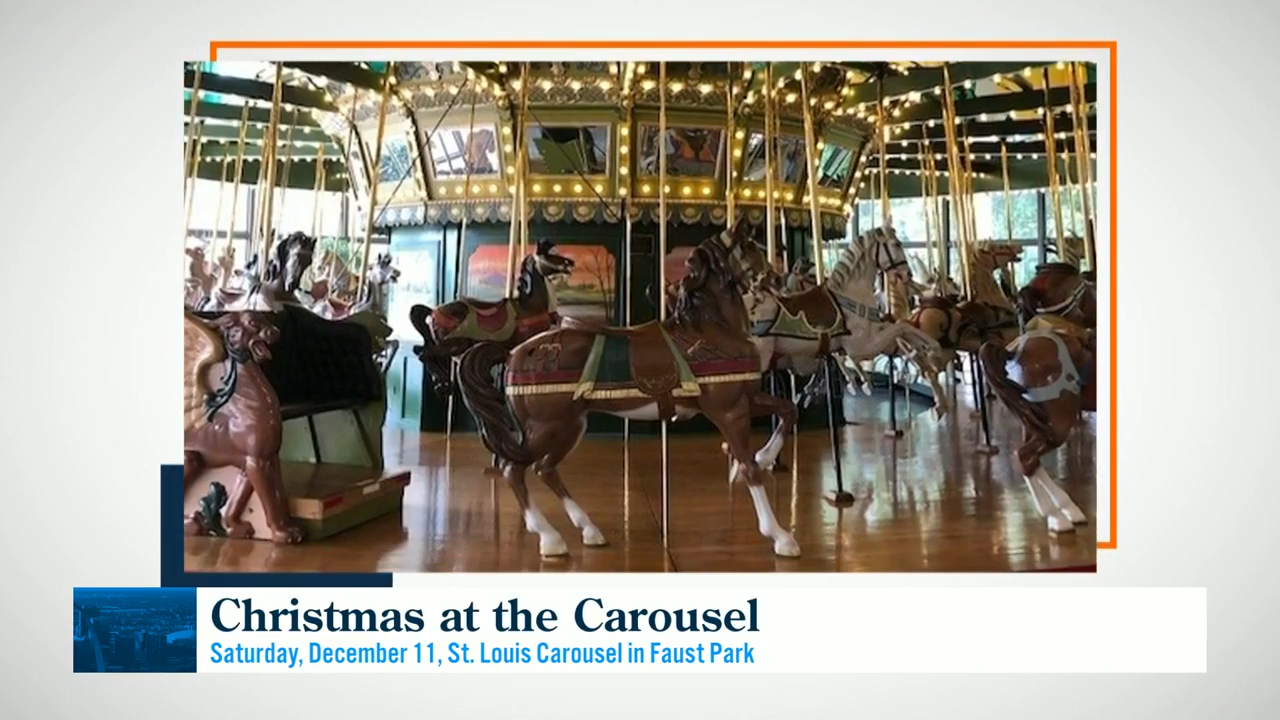 Christmas at the Carousel
Saturday, December 11, St. Louis Carousel in Faust Park